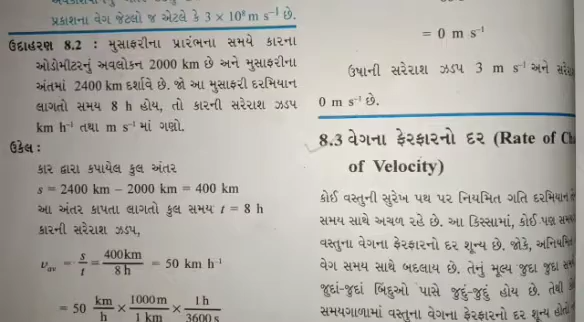 પ્રકાશના વેગ જેટલો જ એટલે કે 3 × 10⁸ m s⁻¹ છે.
ઉદાહરણ 8.2 : મુસાફરીના પ્રારંભના સમયે કારના
ઓડોમીટરનું અવલોકન 2000 km છે અને મુસાફરીના
અંતમાં 2400 km દર્શાવે છે. જો આ મુસાફરી દરમિયાન
લાગતો સમય 8 h હોય, તો કારની સરેરાશ ઝડપ
km h⁻¹ તથા m s⁻¹ માં ગણો.
ઉકેલ :
કાર દ્વારા કપાયેલ કુલ અંતર
s = 2400 km – 2000 km = 400 km
આ અંતર કાપતા લાગતો કુલ સમય t = 8 h
કારની સરેરાશ ઝડપ,
v_av = s/t = 400km/8 h = 50 km h⁻¹
= 50 km/h × 1000m/1 km × 1h/3600s
= 0 m s⁻¹
ઉષાની સરેરાશ ઝડપ 3 m s⁻¹ અને
0 m s⁻¹ છે.
8.3 વેગના ફેરફારનો દર (Rate of
of Velocity)
કોઈ વસ્તુની સુરેખ પથ પર નિયમિત ગતિ દરમિયાન
સમય સાથે અચળ રહે છે. આ કિસ્સામાં, કોઈ પણ
વસ્તુના વેગના ફેરફારનો દર શૂન્ય છે. જોકે,
વેગ સમય સાથે બદલાય છે. તેનું મૂલ્ય જુદા જુદા
જુદાં-જુદાં બિંદુઓ પાસે જુદું-જુદું હોય છે. તેથી
સમયગાળામાં વસ્તુના વેગના ફેરફારનો દર શૂન્ય હોતો